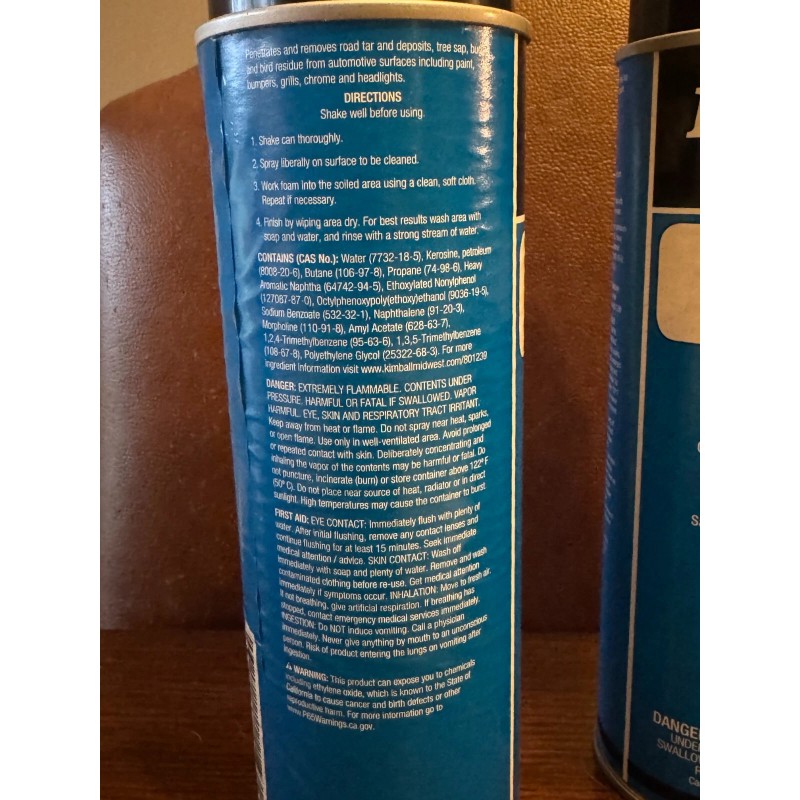 Penetrates and removes road tar and deposits, tree sap, bug
and bird residue from automotive surfaces including paint,
bumpers, grills, chrome and headlights.
DIRECTIONS
Shake well before using.
1. Shake can thoroughly.
2. Spray liberally on surface to be cleaned.
3. Work foam into the soiled area using a clean, soft cloth.
Repeat if necessary.
4. Finish by wiping area dry. For best results wash area with
soap and water, and rinse with a strong stream of water.
CONTAINS (CAS No.): Water (7732-18-5), Kerosine, petroleum
(8008-20-6), Butane (106-97-8), Propane (74-98-6), Heavy
Aromatic Naphtha (64742-94-5), Ethoxylated Nonylphenol
(127087-87-0), Octylphenoxypoly(ethoxy)ethanol (9036-19-5),
Sodium Benzoate (532-32-1), Naphthalene (91-20-3),
Morpholine (110-91-8), Amyl Acetate (628-63-7),
1,2,4-Trimethylbenzene (95-63-6), 1,3,5-Trimethylbenzene
(108-67-8), Polyethylene Glycol (25322-68-3). For more
ingredient information visit www.kimballmidwest.com/801239
DANGER: EXTREMELY FLAMMABLE. CONTENTS UNDER
PRESSURE. HARMFUL OR FATAL IF SWALLOWED. VAPOR
HARMFUL. EYE, SKIN AND RESPIRATORY TRACT IRRITANT.
Keep away from heat or flame. Do not spray near heat, sparks,
or open flame. Use only in well-ventilated area. Avoid prolonged
or repeated contact with skin. Deliberately concentrating and
inhaling the vapor of the contents may be harmful or fatal. Do
not puncture, incinerate (burn) or store container above 122° F
(50° C). Do not place near source of heat, radiator or in direct
sunlight. High temperatures may cause the container to burst
FIRST AID: EYE CONTACT: Immediately flush with plenty of
water. After initial flushing, remove any contact lenses and
continue flushing for at least 15 minutes. Seek immediate
medical attention / advice. SKIN CONTACT: Wash off
immediately with soap and plenty of water. Remove and wash
contaminated clothing before re-use. Get medical attention
immediately if symptoms occur. INHALATION: Move to fresh air.
If not breathing, give artificial respiration. If breathing has
stopped, contact emergency medical services immediately.
INGESTION: Do NOT induce vomiting. Call a physician
immediately. Never give anything by mouth to an unconscious
person. Risk of product entering the lungs on vomiting after
ingestion.
⚠ WARNING: This product can expose you to chemicals
including ethylene oxide, which is known to the State of
California to cause cancer and birth defects or other
reproductive harm. For more information go to
www.P65Warnings.ca.gov.
DANGE
UNDE
SWALLO